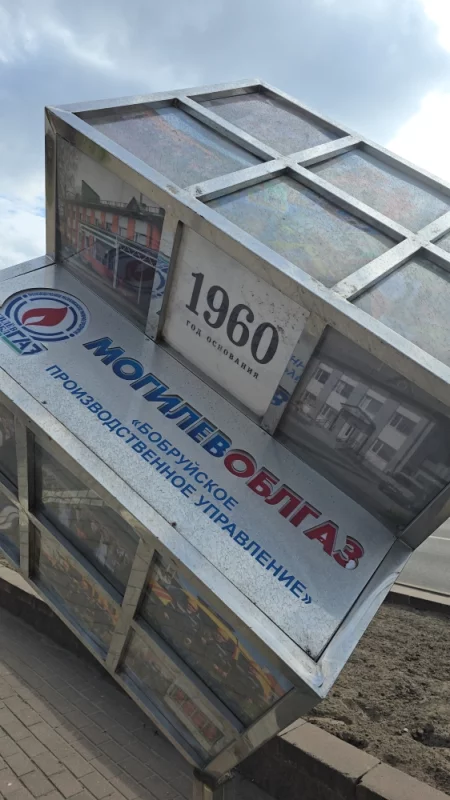 1960
ГОД ОСНОВАНИЯ
МОГИЛЕВОБЛГАЗ
«БОБРУЙСКОЕ
ПРОИЗВОДСТВЕННОЕ УПРАВЛЕНИЕ»